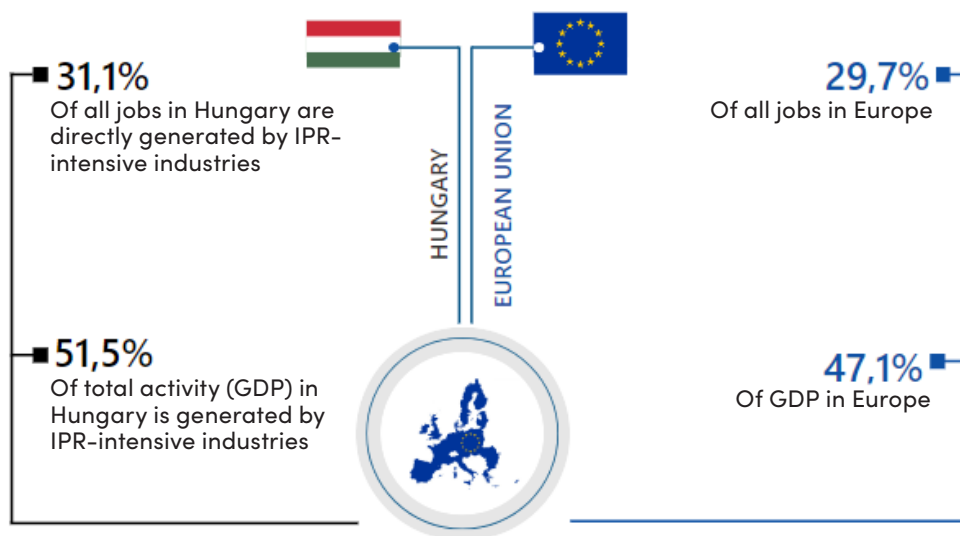 31,1%
Of all jobs in Hungary are
directly generated by IPR-
intensive industries
51,5%
Of total activity (GDP) in
Hungary is generated by
IPR-intensive industries
HUNGARY
EUROPEAN UNION
29,7%
Of all jobs in Europe
47,1%
Of GDP in Europe